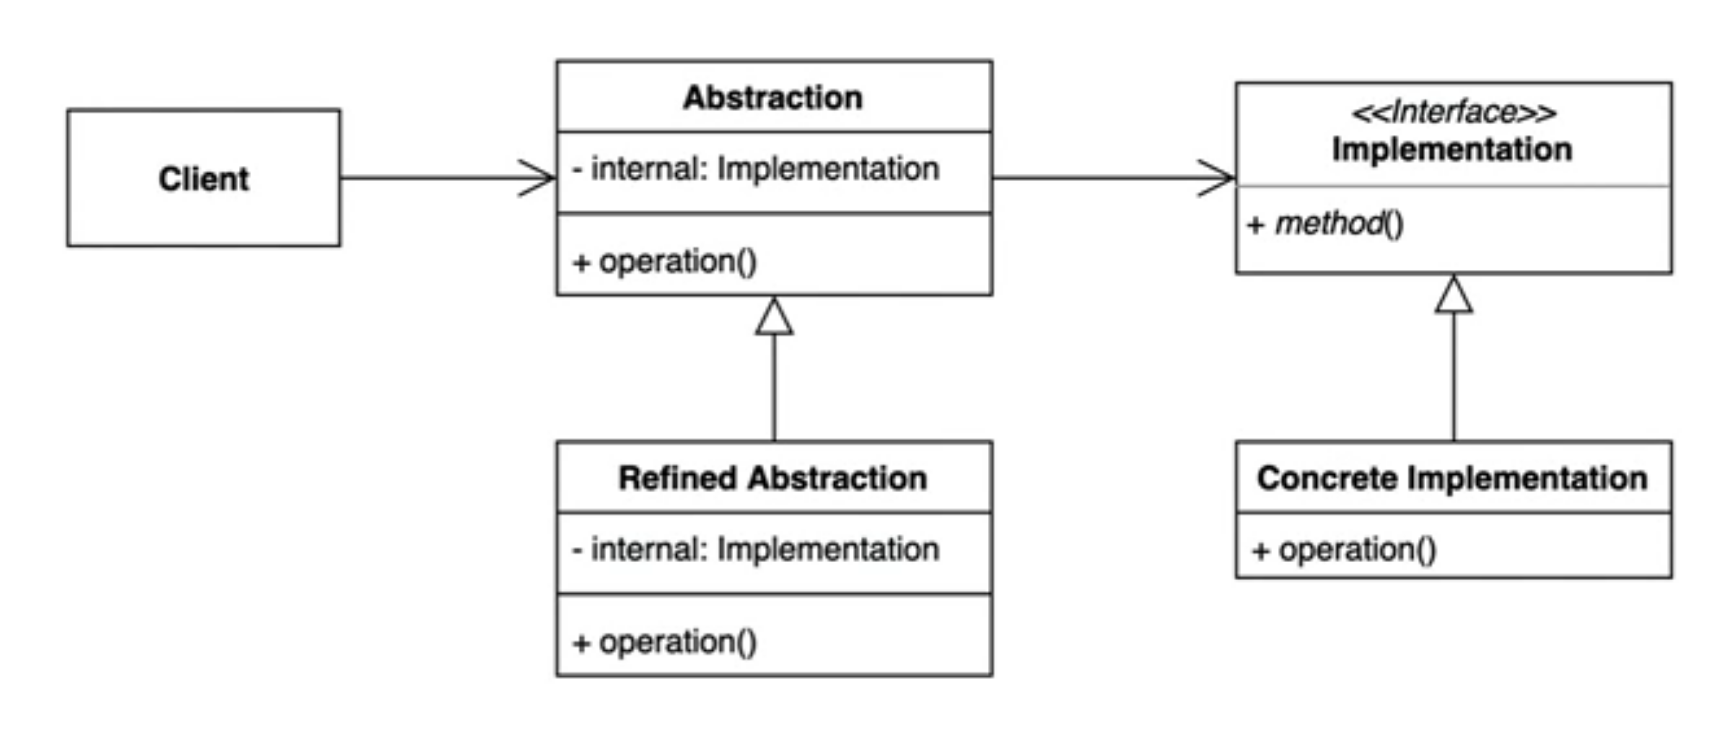 Client
Abstraction
- internal: Implementation
+ operation()
<<Interface>>
Implementation
+ method()
Refined Abstraction
- internal: Implementation
+ operation()
Concrete Implementation
+ operation()